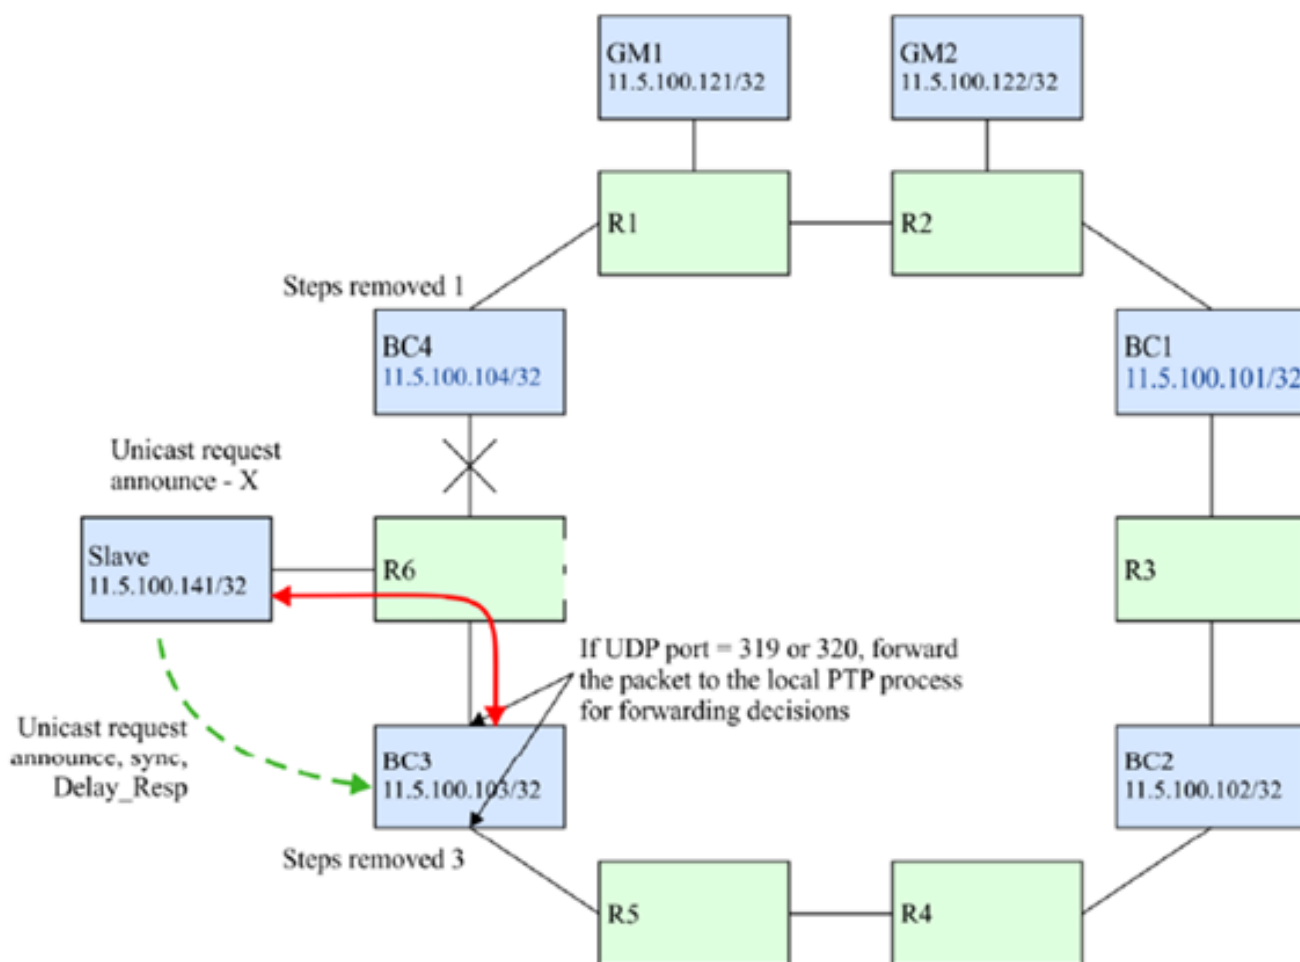 GM1
11.5.100.121/32
GM2
11.5.100.122/32
R1
R2
Steps removed 1
BC4
11.5.100.104/32
BC1
11.5.100.101/32
Unicast request
announce - X
Slave
11.5.100.141/32
R6
R3
If UDP port = 319 or 320, forward
the packet to the local PTP process
for forwarding decisions
Unicast request
announce, sync,
Delay_Resp
BC3
11.5.100.103/32
BC2
11.5.100.102/32
Steps removed 3
R5
R4